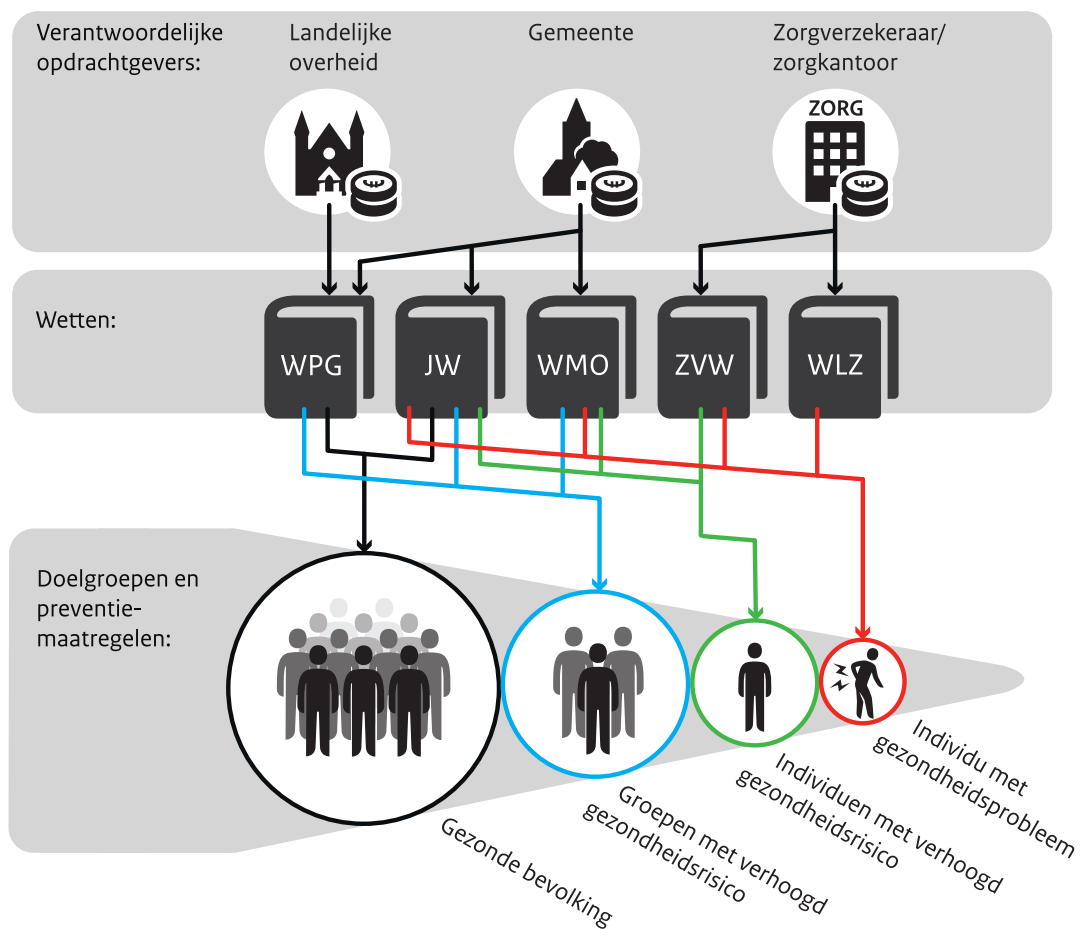 Verantwoordelijke
opdrachtgevers:
Landelijke
overheid
Gemeente
Zorgverzekeraar/
zorgkantoor
ZORG
Wetten:
WPG
JW
WMO
ZVW
WLZ
Doelgroepen en
preventie-
maatregelen:
Gezonde bevolking
Groepen met verhoogd
gezondheidsrisico
Individuen met verhoogd
gezondheidsrisico
Individu met
gezondheidsprobleem